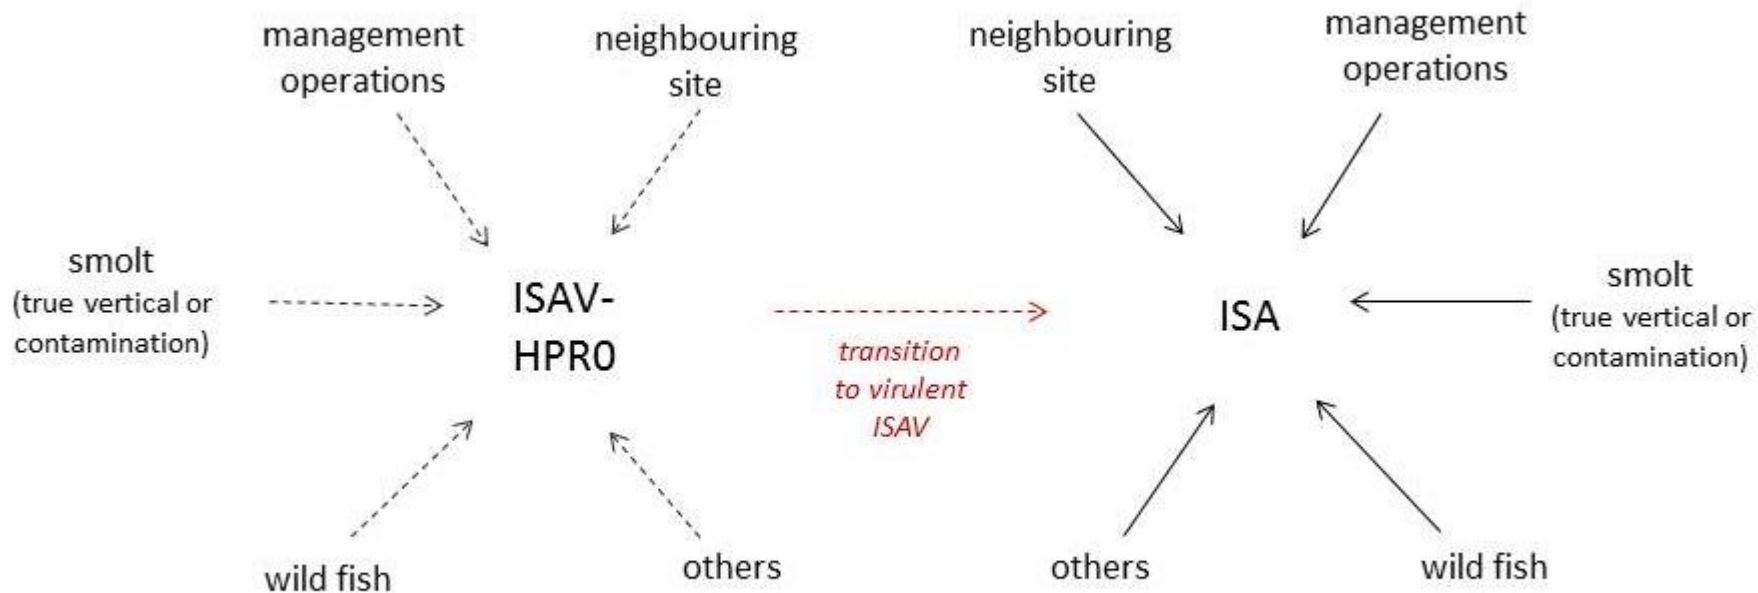 management
operations
neighbouring
site
neighbouring
site
management
operations
smolt
(true vertical or
contamination)
ISAV-
HPR0
transition
to virulent
ISAV
ISA
smolt
(true vertical or
contamination)
wild fish
others
others
wild fish